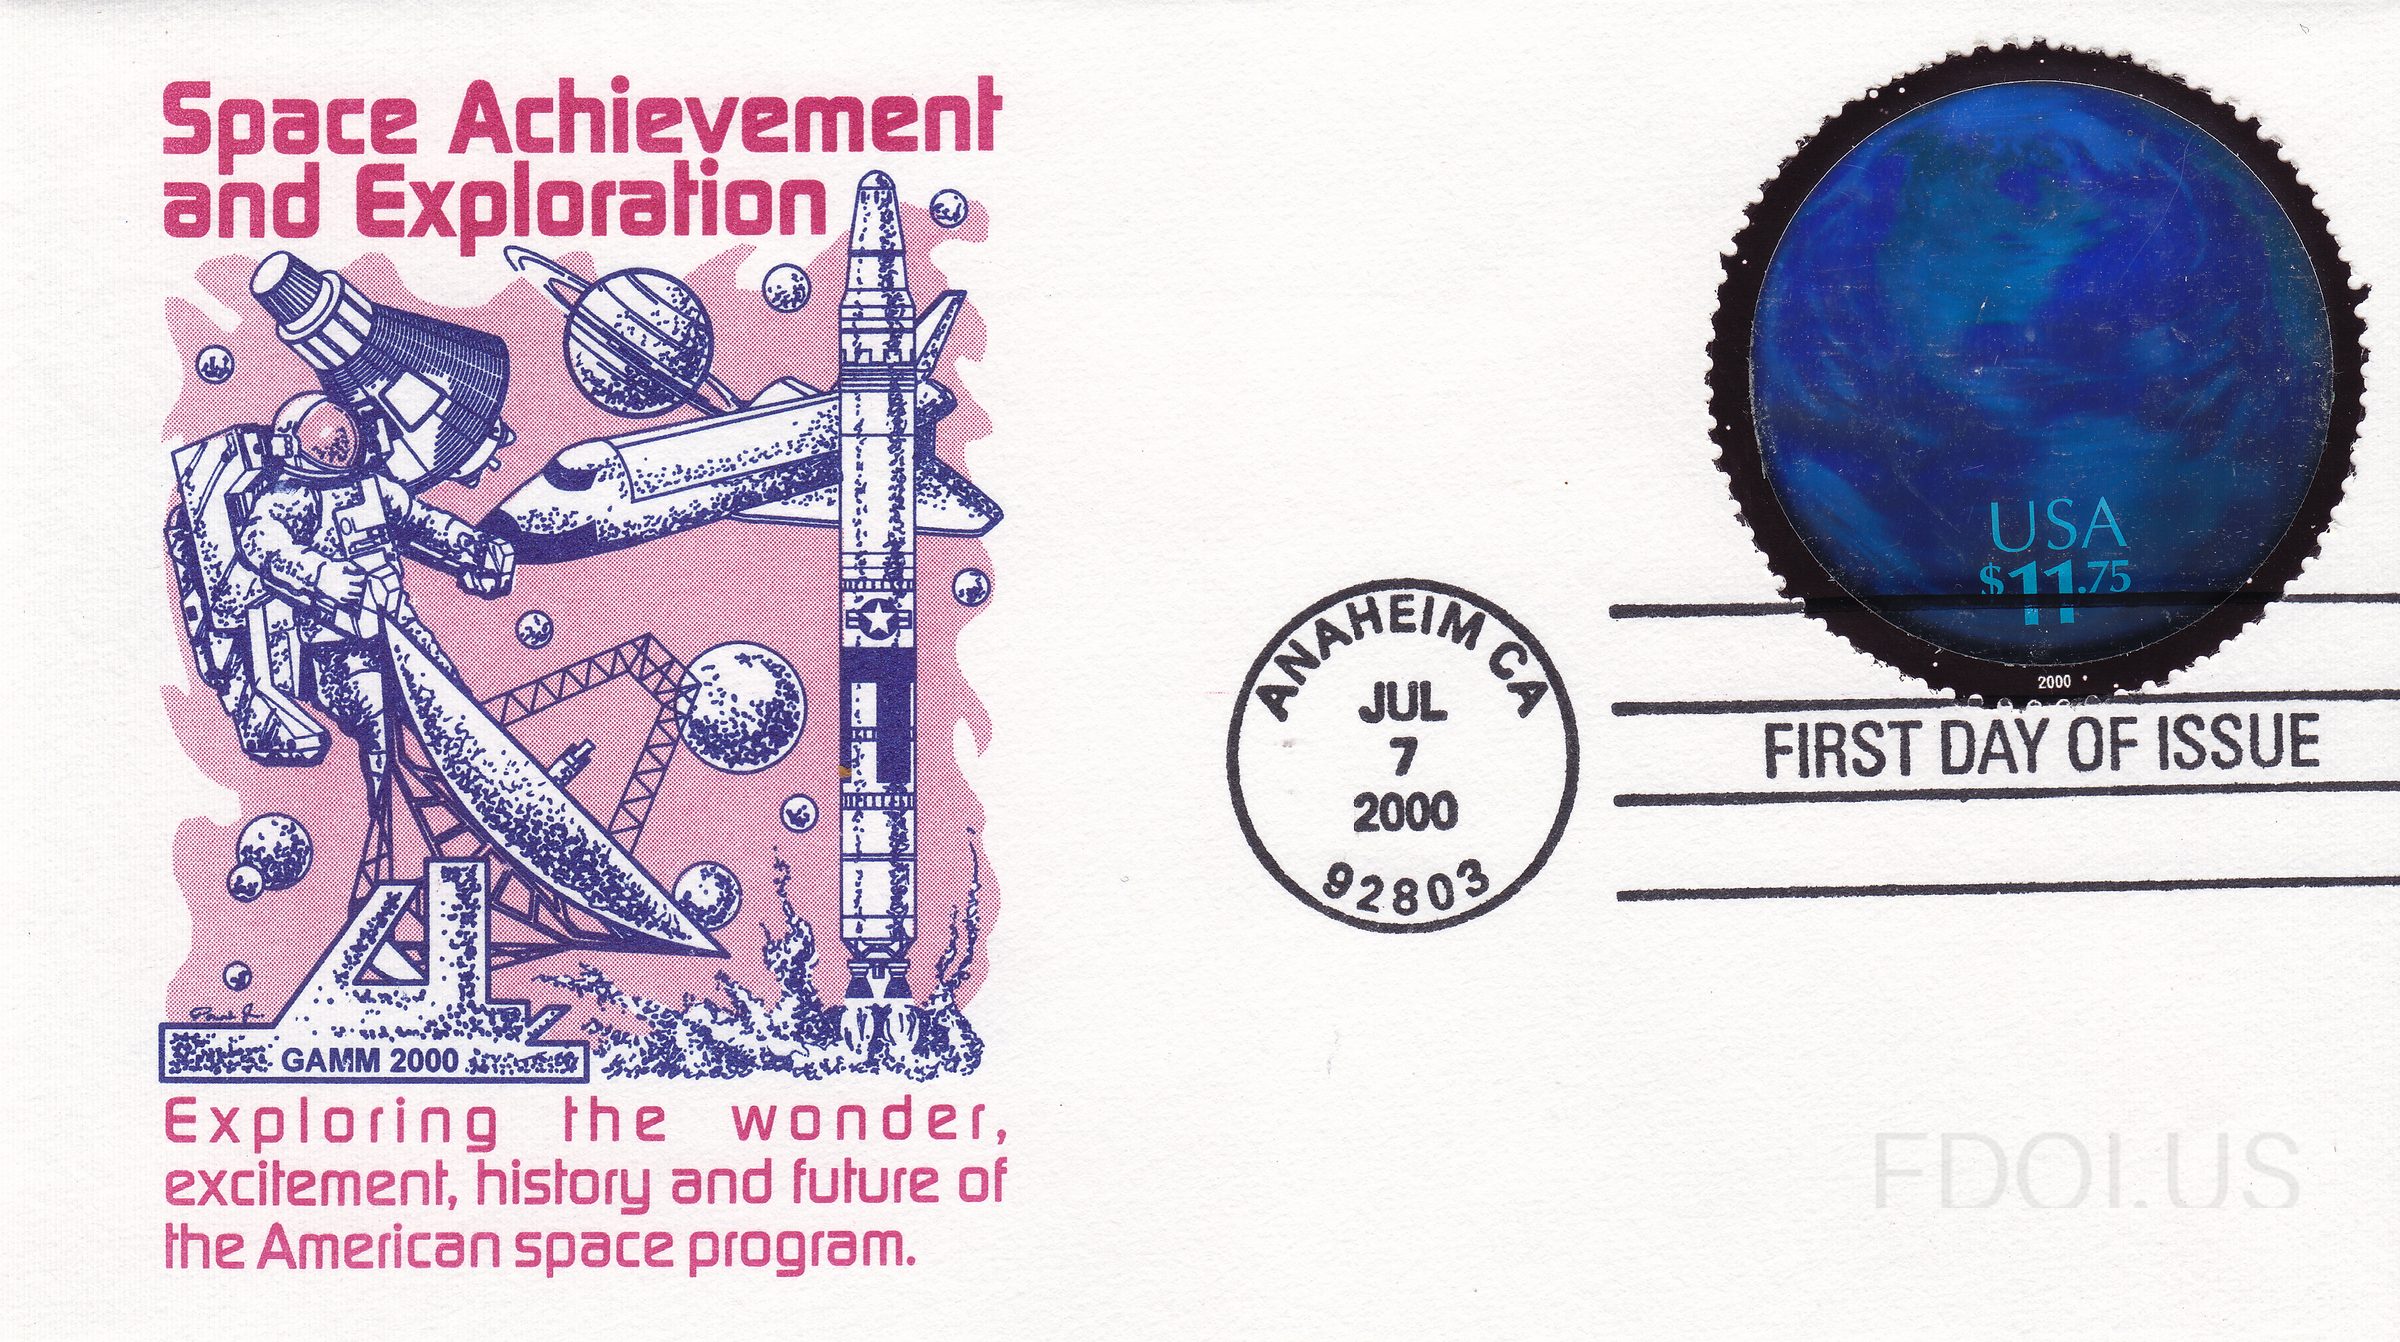 Space Achievement
and Exploration
GAMM 2000
Exploring the wonder,
excitement, history and future of
the American space program.
USA
$11.75
2000
ANAHEIM CA
JUL
7
2000
92803
FIRST DAY OF ISSUE
FDOI.US